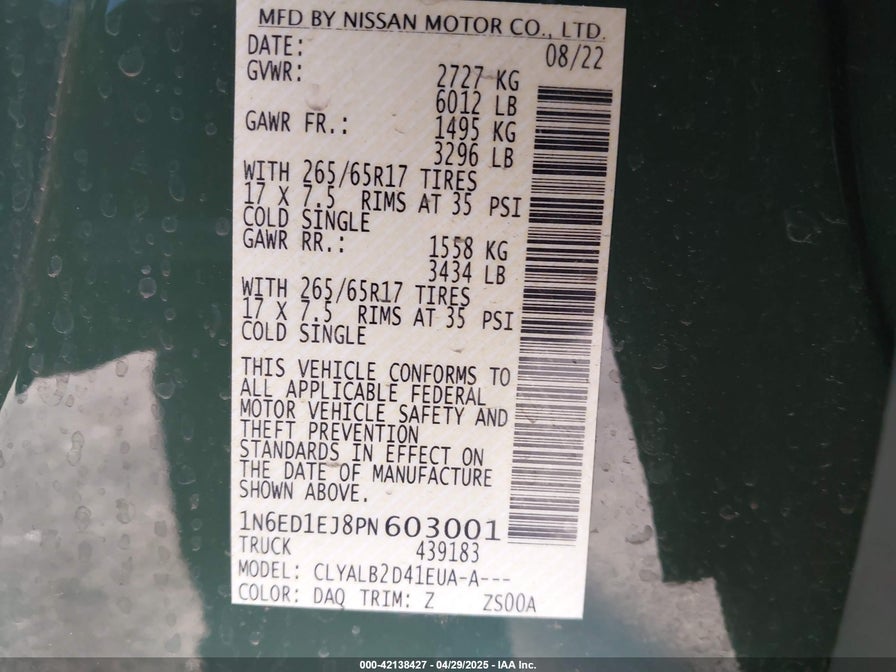 MFD BY NISSAN MOTOR CO., LTD.
DATE: 08/22
GVWR: 2727 KG
6012 LB
GAWR FR.: 1495 KG
3296 LB
WITH 265/65R17 TIRES
17 X 7.5 RIMS AT 35 PSI
COLD SINGLE
GAWR RR.: 1558 KG
3434 LB
WITH 265/65R17 TIRES
17 X 7.5 RIMS AT 35 PSI
COLD SINGLE
THIS VEHICLE CONFORMS TO
ALL APPLICABLE FEDERAL
MOTOR VEHICLE SAFETY AND
THEFT PREVENTION
STANDARDS IN EFFECT ON
THE DATE OF MANUFACTURE
SHOWN ABOVE.
1N6ED1EJ8PN603001
TRUCK 439183
MODEL: CLYALB2D41EUA-A---
COLOR: DAQ TRIM: Z ZS00A
000-42138427 - 04/29/2025 - IAA Inc.